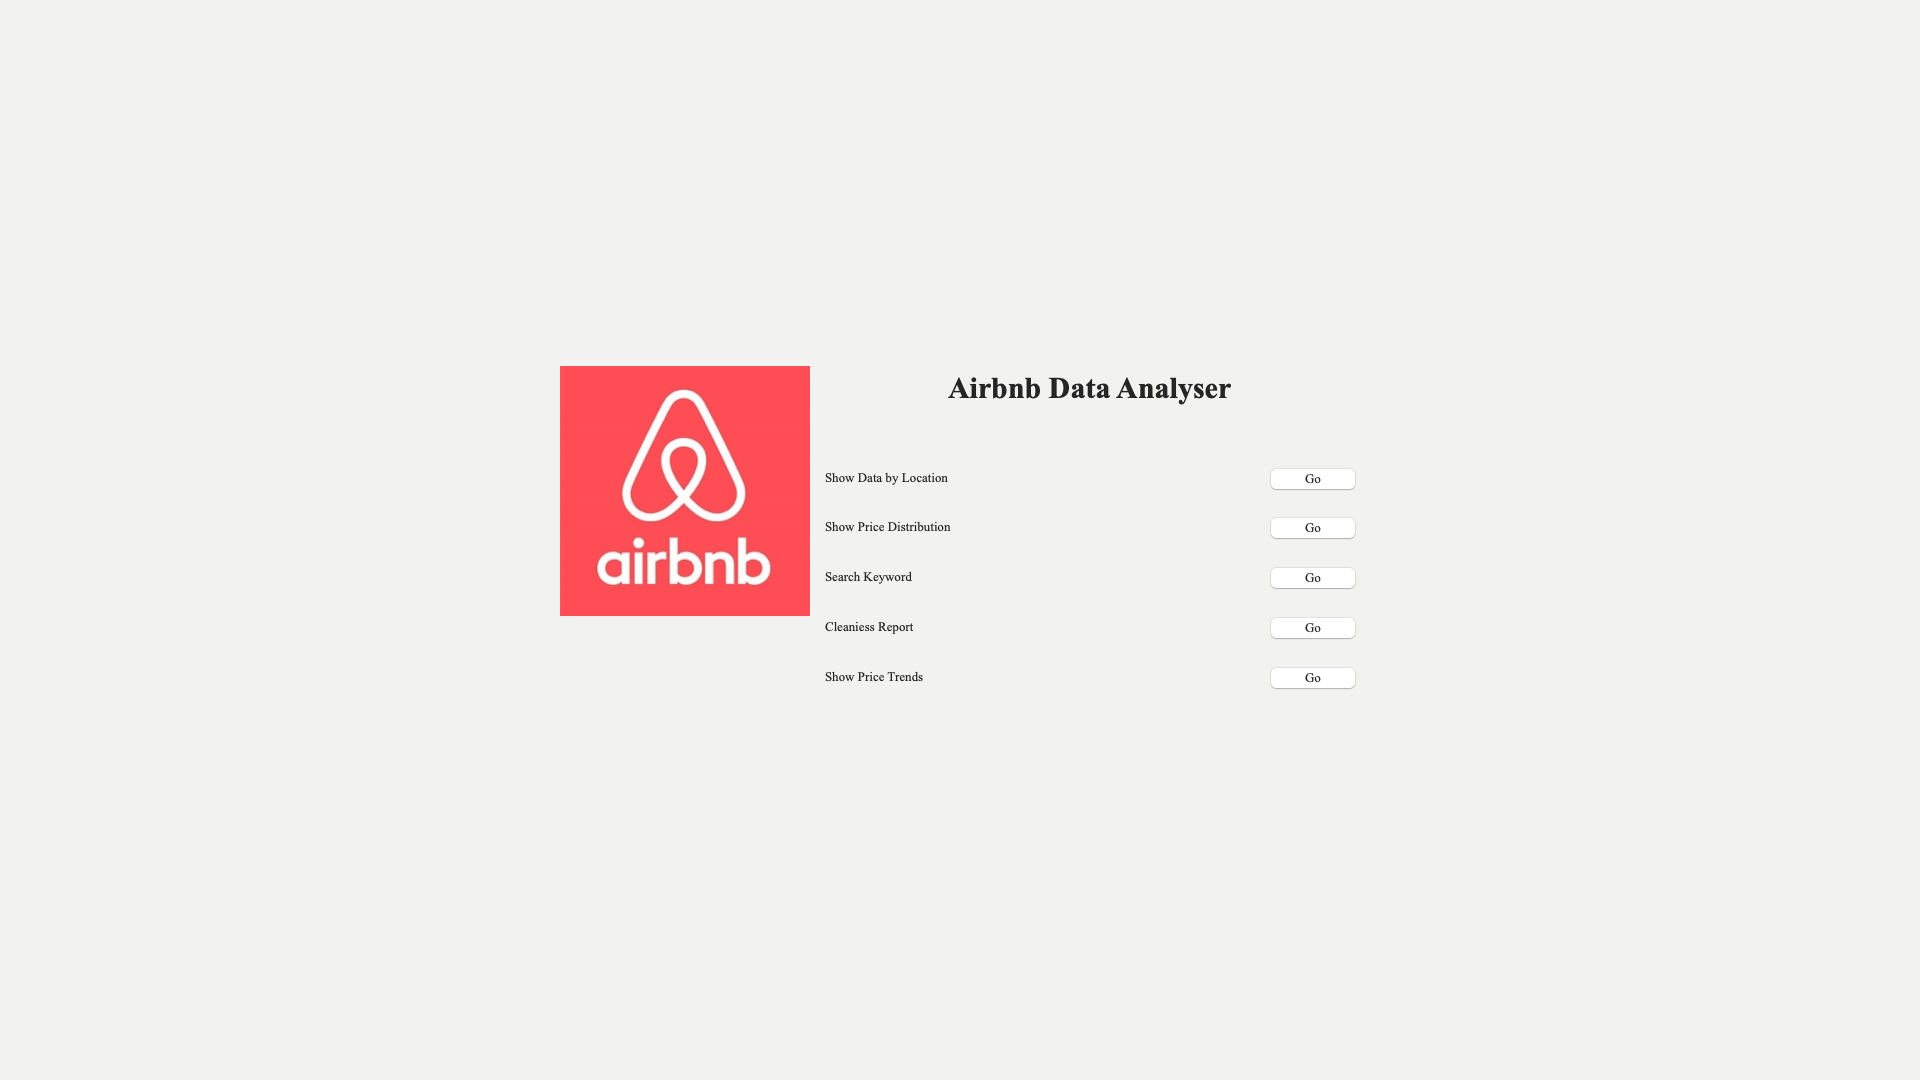 airbnb
Airbnb Data Analyser
Show Data by Location Go
Show Price Distribution Go
Search Keyword Go
Cleaniess Report Go
Show Price Trends Go